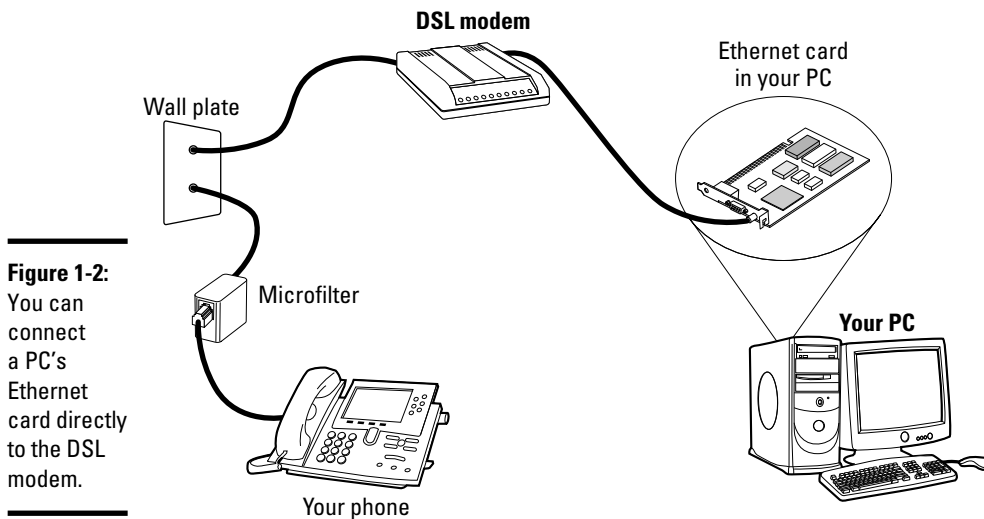 DSL modem
Ethernet card
in your PC
Wall plate
Figure 1-2:
You can
connect
a PC's
Ethernet
card directly
to the DSL
modem.
Microfilter
Your PC
Your phone